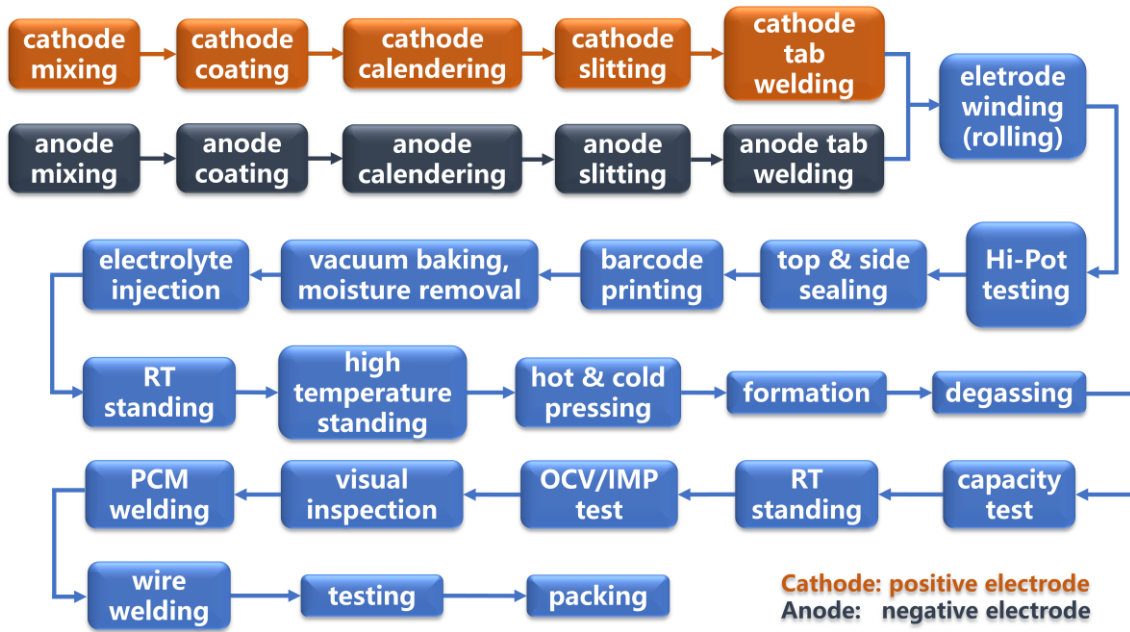 cathode
mixing
cathode
coating
cathode
calendering
cathode
slitting
cathode
tab
welding
eletrode
winding
(rolling)
anode
mixing
anode
coating
anode
calendering
anode
slitting
anode tab
welding
electrolyte
injection
vacuum baking,
moisture removal
barcode
printing
top & side
sealing
Hi-Pot
testing
RT
standing
high
temperature
standing
hot & cold
pressing
formation
degassing
PCM
welding
visual
inspection
OCV/IMP
test
RT
standing
capacity
test
wire
welding
testing
packing
Cathode: positive electrode
Anode: negative electrode